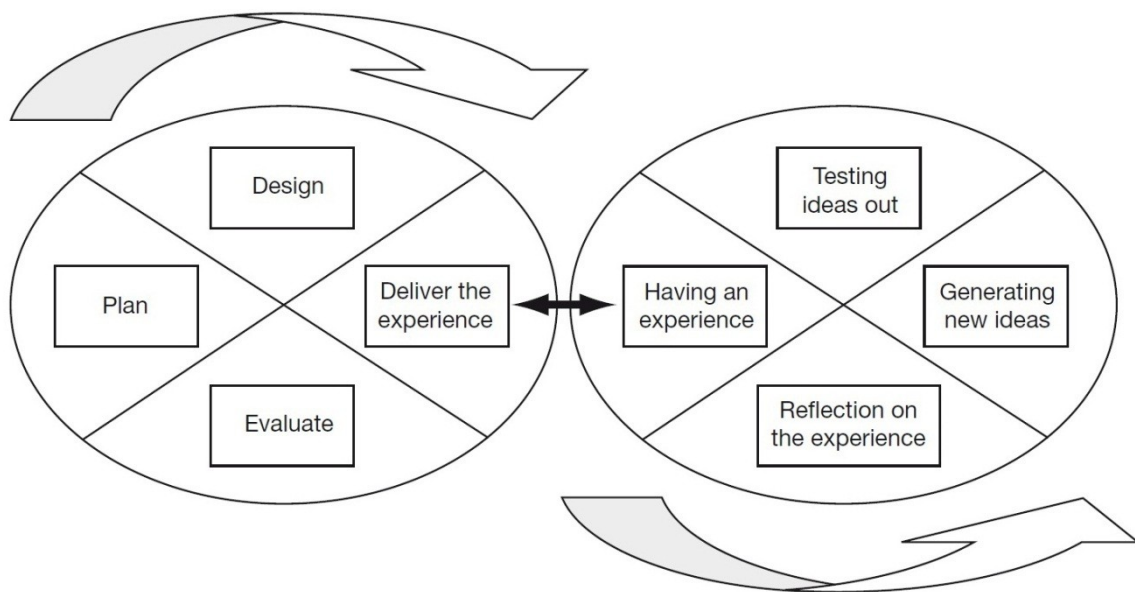 Design
Plan
Deliver the
experience
Evaluate
Testing
ideas out
Having an
experience
Generating
new ideas
Reflection on
the experience